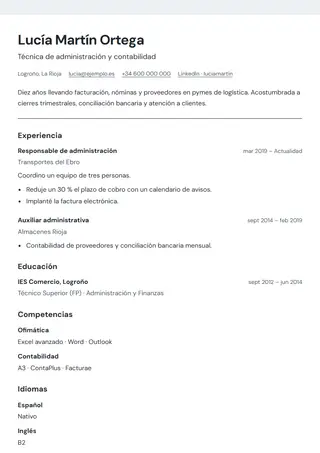 Lucía Martín Ortega
Técnica de administración y contabilidad
Logroño, La Rioja lucia@ejemplo.es +34 600 000 000 LinkedIn · luciamartin
Diez años llevando facturación, nóminas y proveedores en pymes de logística. Acostumbrada a
cierres trimestrales, conciliación bancaria y atención a clientes.
Experiencia
Responsable de administración mar 2019 – Actualidad
Transportes del Ebro
Coordino un equipo de tres personas.
• Reduje un 30 % el plazo de cobro con un calendario de avisos.
• Implanté la factura electrónica.
Auxiliar administrativa sept 2014 – feb 2019
Almacenes Rioja
• Contabilidad de proveedores y conciliación bancaria mensual.
Educación
IES Comercio, Logroño sept 2012 – jun 2014
Técnico Superior (FP) · Administración y Finanzas
Competencias
Ofimática
Excel avanzado · Word · Outlook
Contabilidad
A3 · ContaPlus · Facturae
Idiomas
Español
Nativo
Inglés
B2